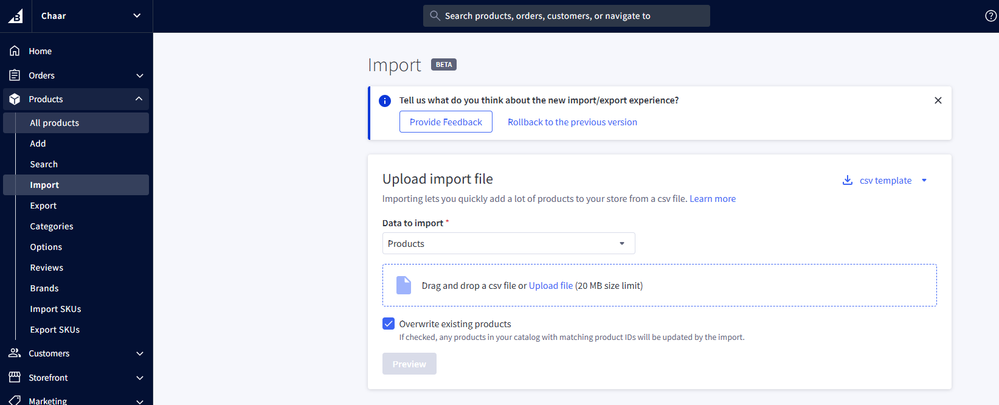 Chaar
Search products, orders, customers, or navigate to
Home
Orders
Products
All products
Add
Search
Import
Export
Categories
Options
Reviews
Brands
Import SKUs
Export SKUs
Customers
Storefront
Marketing
Import BETA
Tell us what do you think about the new import/export experience?
Provide Feedback Rollback to the previous version
Upload import file
csv template
Importing lets you quickly add a lot of products to your store from a csv file. Learn more
Data to import *
Products
Drag and drop a csv file or Upload file (20 MB size limit)
Overwrite existing products
If checked, any products in your catalog with matching product IDs will be updated by the import.
Preview